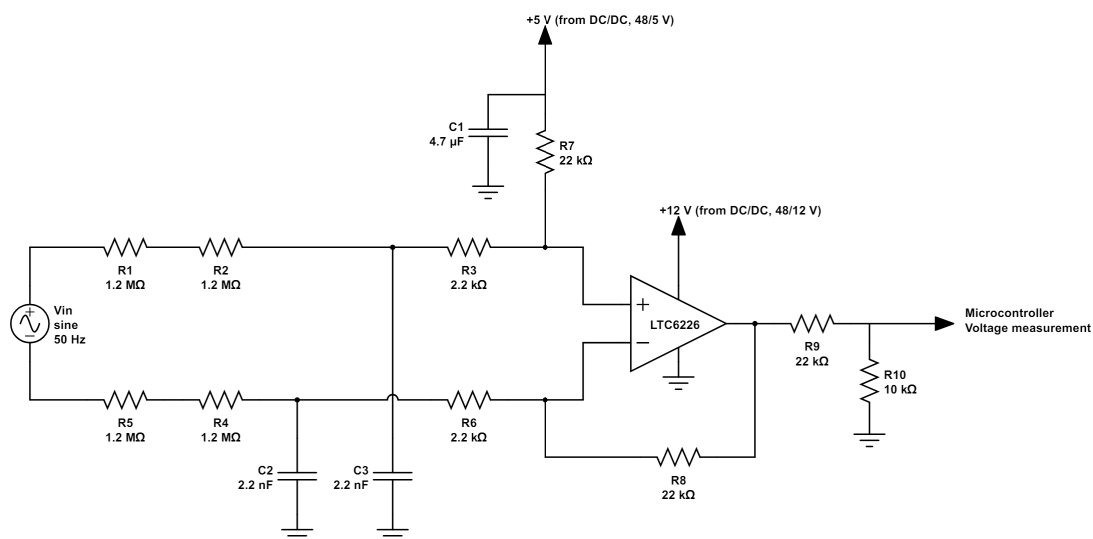 +5 V (from DC/DC, 48/5 V)
C1
4.7 µF
R7
22 kΩ
+12 V (from DC/DC, 48/12 V)
R1
1.2 MΩ
R2
1.2 MΩ
R3
2.2 kΩ
Vin
sine
50 Hz
+
−
+
−
LTC6226
Microcontroller
Voltage measurement
R9
22 kΩ
R10
10 kΩ
R5
1.2 MΩ
R4
1.2 MΩ
R6
2.2 kΩ
C2
2.2 nF
C3
2.2 nF
R8
22 kΩ